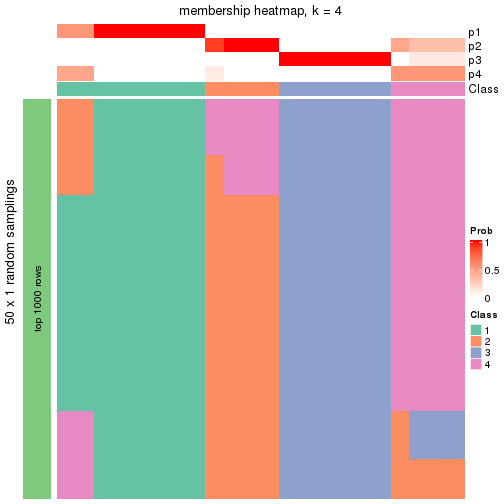 membership heatmap, k = 4
p1
p2
p3
p4
Class
50 x 1 random samplings
top 1000 rows
Prob
1
0.5
0
Class
1
2
3
4